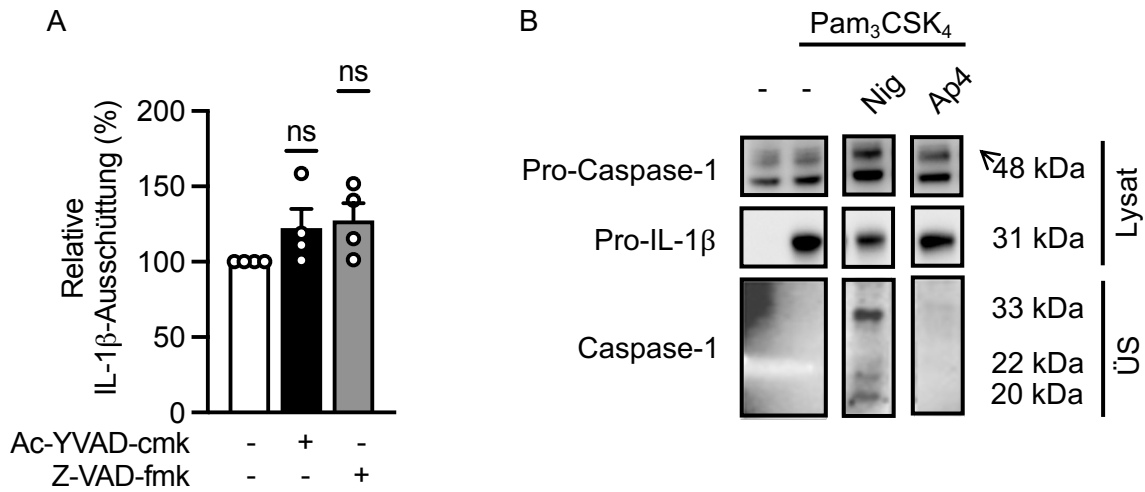 A
ns
ns
200
150
100
50
0
Relative
IL-1β-Ausschüttung (%)
Ac-YVAD-cmk - + -
Z-VAD-fmk - - +
B
Pam₃CSK₄
- - Nig Ap4
Pro-Caspase-1 48 kDa
Pro-IL-1β 31 kDa
Lysat
Caspase-1
33 kDa
22 kDa
20 kDa
ÜS